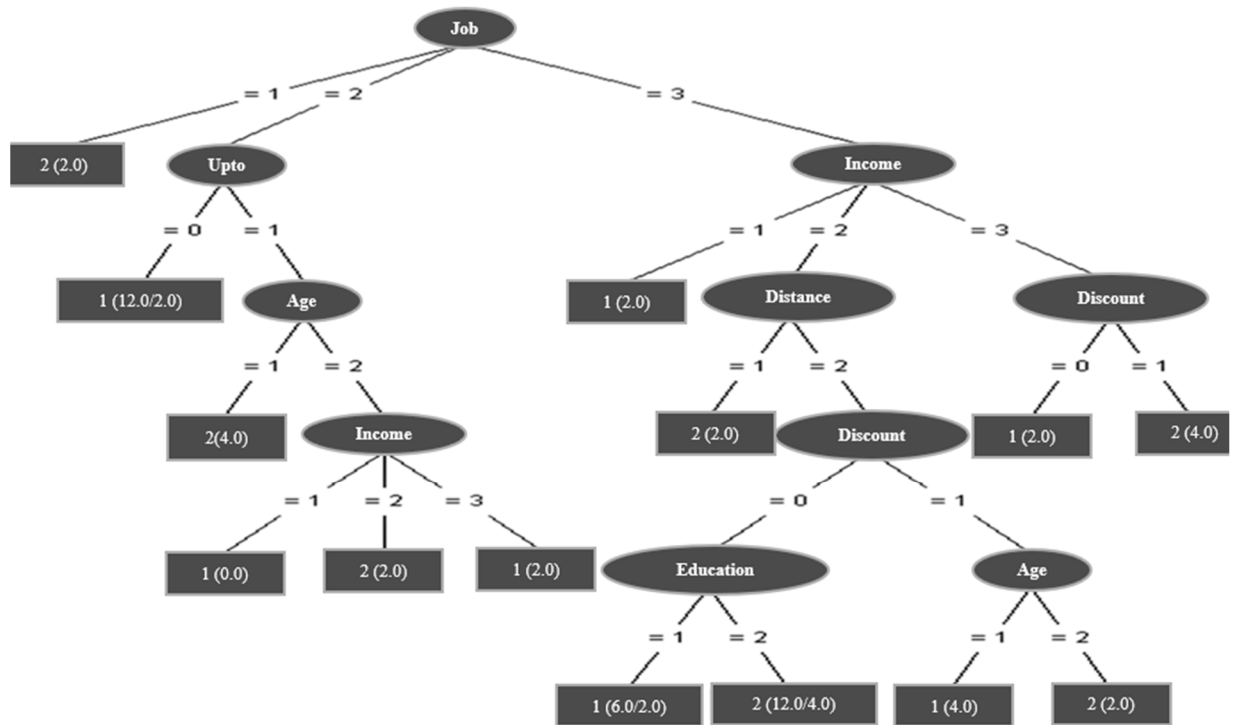 Job
= 1 = 2 = 3
2 (2.0) Upto Income
= 0 = 1 = 1 = 2 = 3
1 (12.0/2.0) Age 1 (2.0) Distance Discount
= 1 = 2 = 1 = 2 = 0 = 1
2(4.0) Income 2 (2.0) Discount 1 (2.0) 2 (4.0)
= 1 = 2 = 3 = 0 = 1
1 (0.0) 2 (2.0) 1 (2.0) Education Age
= 1 = 2 = 1 = 2
1 (6.0/2.0) 2 (12.0/4.0) 1 (4.0) 2 (2.0)